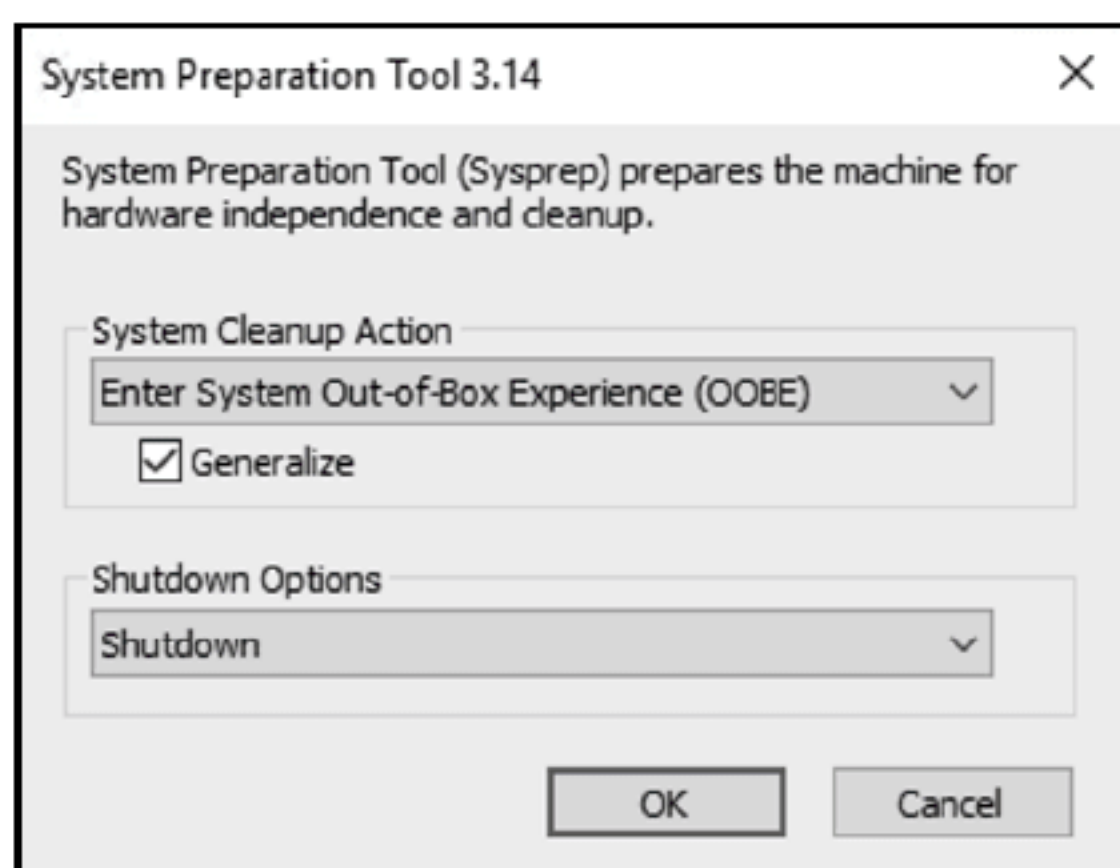 System Preparation Tool 3.14
System Preparation Tool (Sysprep) prepares the machine for
hardware independence and cleanup.
System Cleanup Action
Enter System Out-of-Box Experience (OOBE)
Generalize
Shutdown Options
Shutdown
OK
Cancel